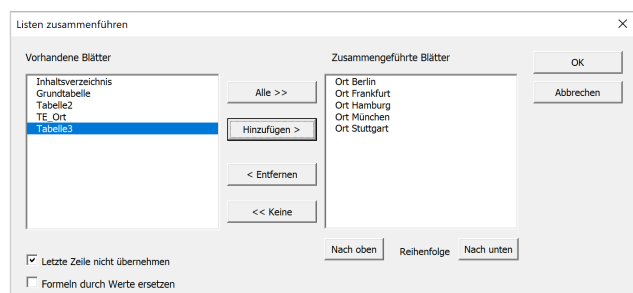 Listen zusammenführen
Vorhandene Blätter
Inhaltsverzeichnis
Grundtabelle
Tabelle2
TE_Ort
Tabelle3
Alle >>
Hinzufügen >
< Entfernen
<< Keine
Zusammengeführte Blätter
Ort Berlin
Ort Frankfurt
Ort Hamburg
Ort München
Ort Stuttgart
OK
Abbrechen
Nach oben Reihenfolge Nach unten
Letzte Zeile nicht übernehmen
Formeln durch Werte ersetzen